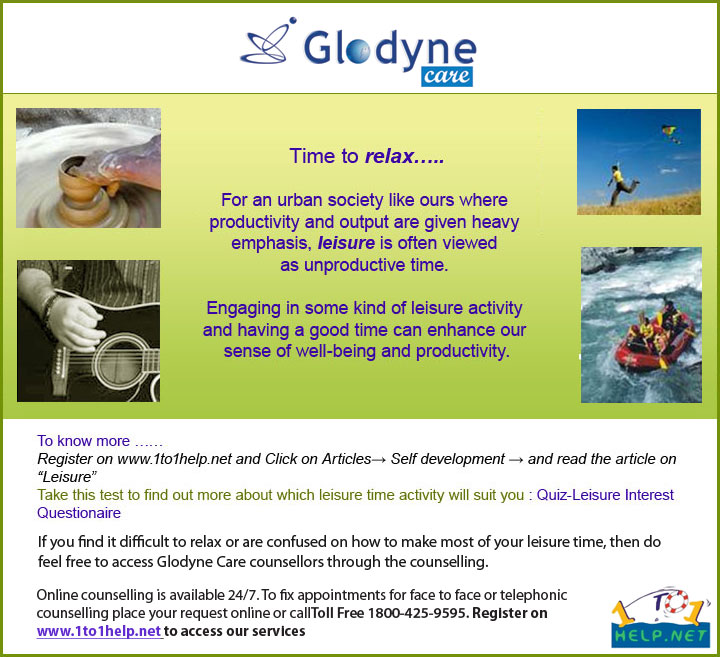 Glodyne
care
Time to relax…..
For an urban society like ours where
productivity and output are given heavy
emphasis, leisure is often viewed
as unproductive time.
Engaging in some kind of leisure activity
and having a good time can enhance our
sense of well-being and productivity.
To know more ……
Register on www.1to1help.net and Click on Articles→ Self development → and read the article on
“Leisure”
Take this test to find out more about which leisure time activity will suit you : Quiz-Leisure Interest
Questionaire
If you find it difficult to relax or are confused on how to make most of your leisure time, then do
feel free to access Glodyne Care counsellors through the counselling.
Online counselling is available 24/7. To fix appointments for face to face or telephonic
counselling place your request online or callToll Free 1800-425-9595. Register on
www.1to1help.net to access our services
1 TO 1
HELP.NET